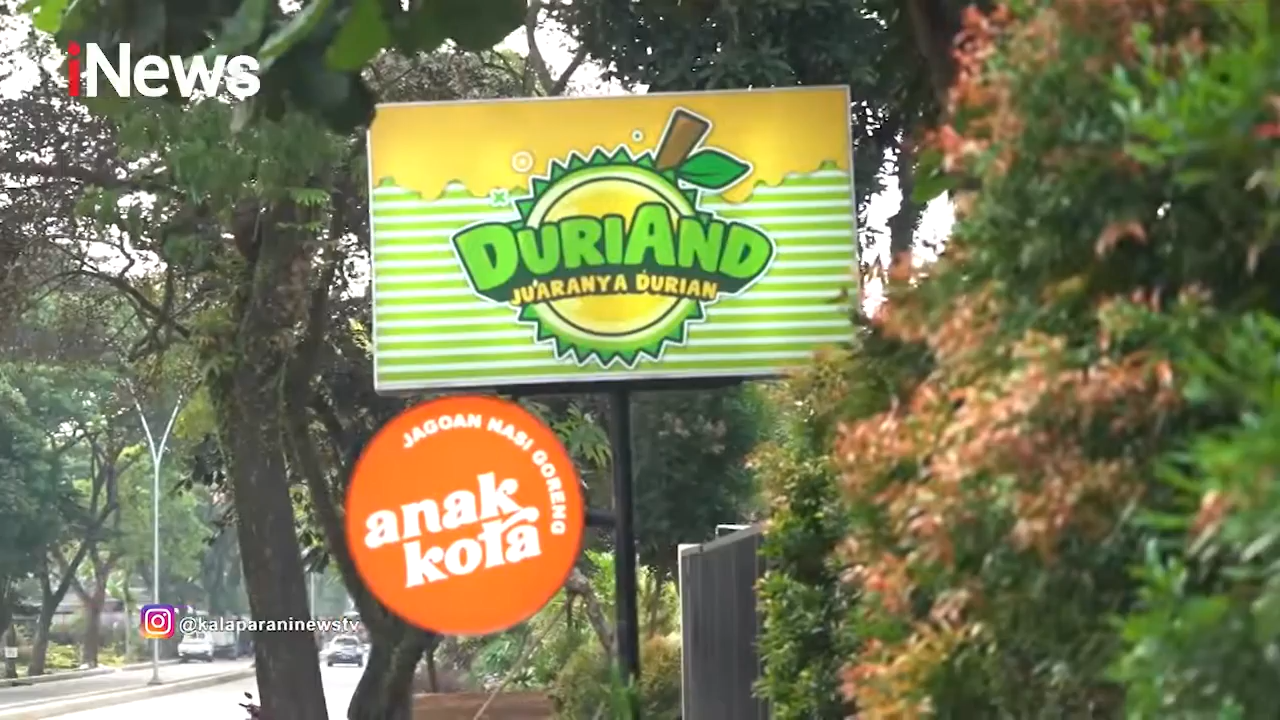 iNews
DURIAND
JUARANYA DURIAN
JAGOAN NASI GORENG
anak
kota
@kalaparaninewstv